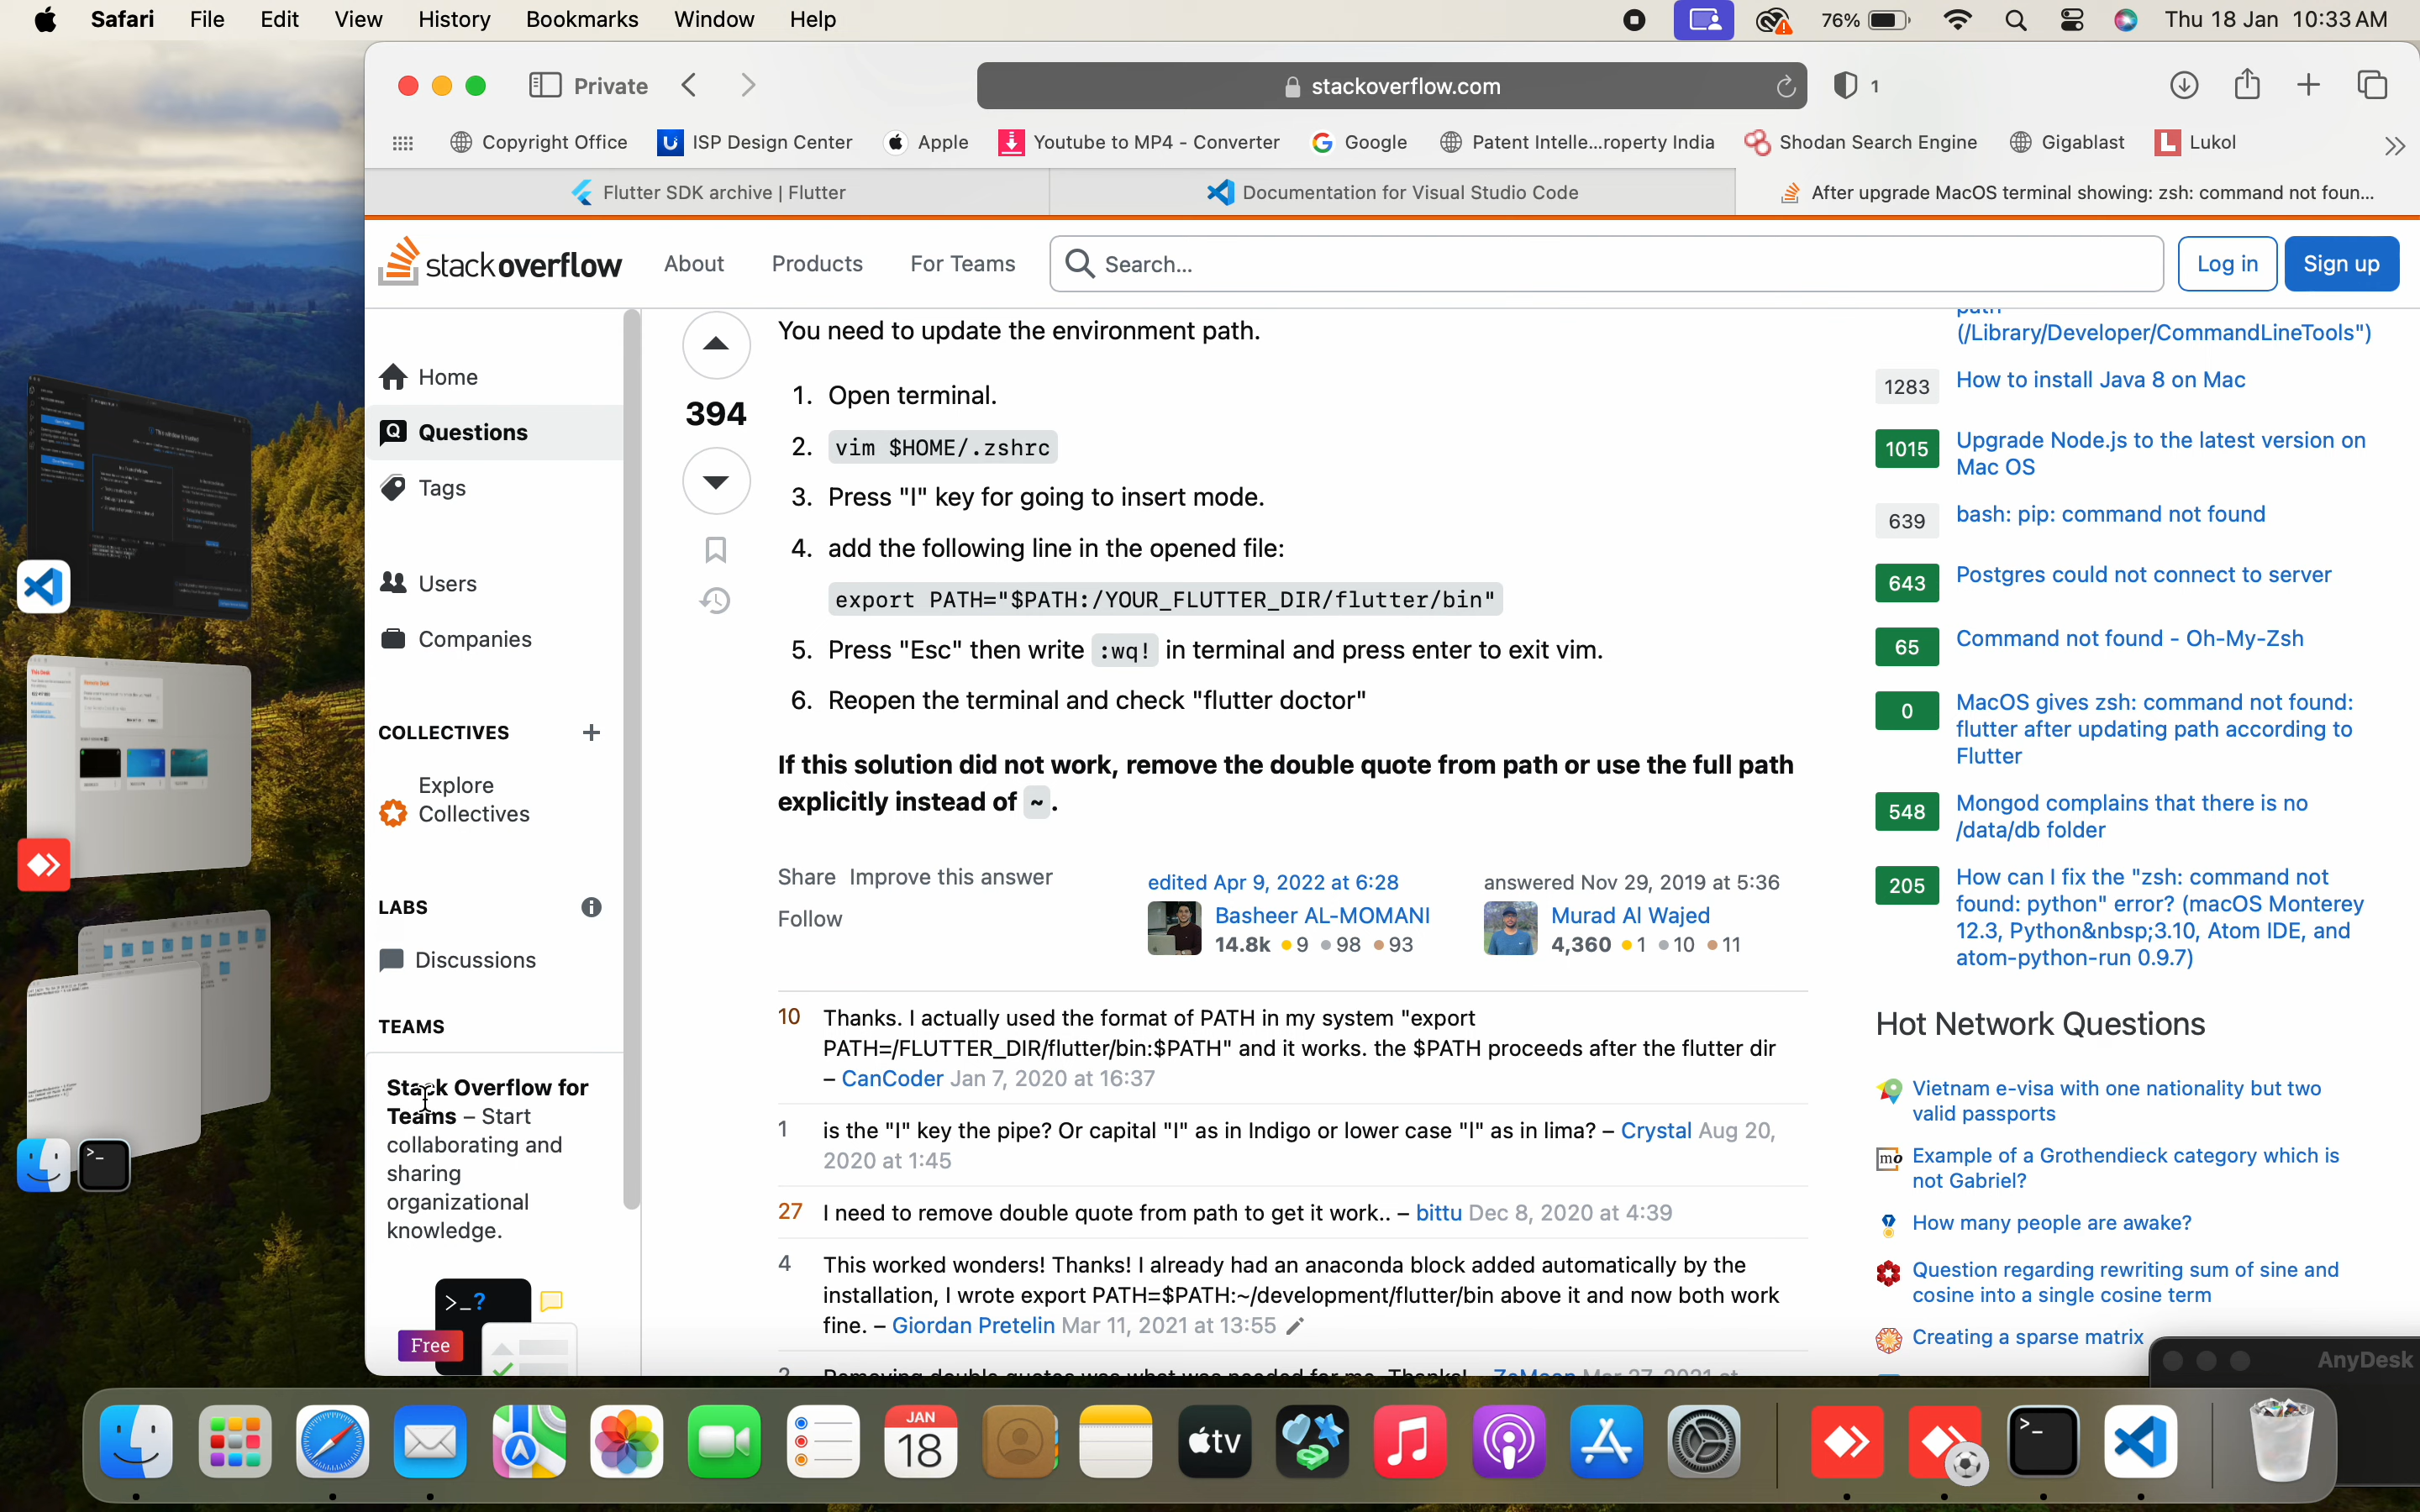 Safari File Edit View History Bookmarks Window Help
76% Thu 18 Jan 10:33 AM
Private
stackoverflow.com
1
Copyright Office ISP Design Center Apple Youtube to MP4 - Converter Google Patent Intelle...roperty India Shodan Search Engine Gigablast Lukol
Flutter SDK archive | Flutter
Documentation for Visual Studio Code
After upgrade MacOS terminal showing: zsh: command not foun...
stackoverflow About Products For Teams
Search...
Log in Sign up
Home
Questions
Tags
Users
Companies
COLLECTIVES
Explore
Collectives
LABS
Discussions
TEAMS
Stack Overflow for
Teams – Start
collaborating and
sharing
organizational
knowledge.
>_?
Free
394
You need to update the environment path.
1. Open terminal.
2. vim $HOME/.zshrc
3. Press "I" key for going to insert mode.
4. add the following line in the opened file:
export PATH="$PATH:/YOUR_FLUTTER_DIR/flutter/bin"
5. Press "Esc" then write :wq! in terminal and press enter to exit vim.
6. Reopen the terminal and check "flutter doctor"
If this solution did not work, remove the double quote from path or use the full path
explicitly instead of ~ .
Share Improve this answer
Follow
edited Apr 9, 2022 at 6:28
Basheer AL-MOMANI
14.8k 9 98 93
answered Nov 29, 2019 at 5:36
Murad Al Wajed
4,360 1 10 11
10 Thanks. I actually used the format of PATH in my system "export
PATH=/FLUTTER_DIR/flutter/bin:$PATH" and it works. the $PATH proceeds after the flutter dir
– CanCoder Jan 7, 2020 at 16:37
1 is the "I" key the pipe? Or capital "I" as in Indigo or lower case "l" as in lima? – Crystal Aug 20,
2020 at 1:45
27 I need to remove double quote from path to get it work.. – bittu Dec 8, 2020 at 4:39
4 This worked wonders! Thanks! I already had an anaconda block added automatically by the
installation, I wrote export PATH=$PATH:~/development/flutter/bin above it and now both work
fine. – Giordan Pretelin Mar 11, 2021 at 13:55
2 Removing double quotes was what was needed for me. Thanks! – ZoMoon Mar 27, 2021 at
path
(/Library/Developer/CommandLineTools")
1283 How to install Java 8 on Mac
1015 Upgrade Node.js to the latest version on
Mac OS
639 bash: pip: command not found
643 Postgres could not connect to server
65 Command not found - Oh-My-Zsh
0 MacOS gives zsh: command not found:
flutter after updating path according to
Flutter
548 Mongod complains that there is no
/data/db folder
205 How can I fix the "zsh: command not
found: python" error? (macOS Monterey
12.3, Python&nbsp;3.10, Atom IDE, and
atom-python-run 0.9.7)
Hot Network Questions
Vietnam e-visa with one nationality but two
valid passports
mo Example of a Grothendieck category which is
not Gabriel?
How many people are awake?
Question regarding rewriting sum of sine and
cosine into a single cosine term
Creating a sparse matrix
AnyDesk
JAN
18
tv
>_